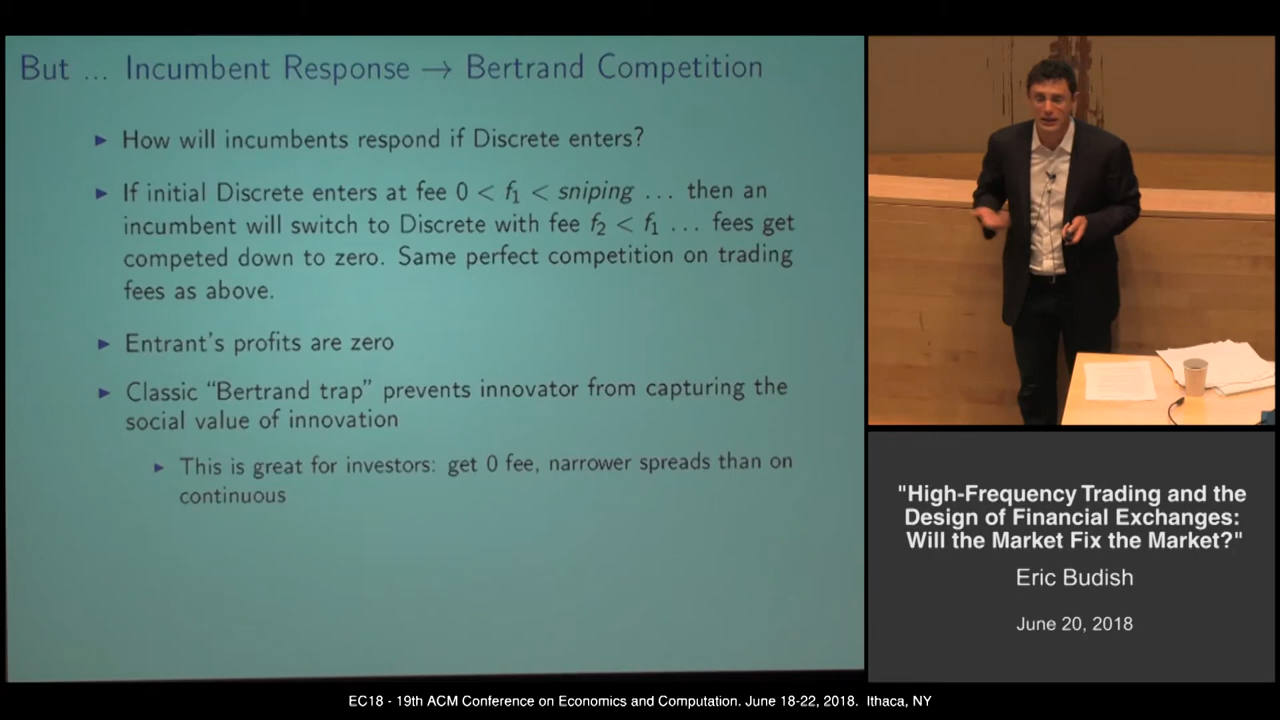 But ... Incumbent Response → Bertrand Competition
▶ How will incumbents respond if Discrete enters?
▶ If initial Discrete enters at fee 0 < f₁ < sniping ... then an
incumbent will switch to Discrete with fee f₂ < f₁ ... fees get
competed down to zero. Same perfect competition on trading
fees as above.
▶ Entrant's profits are zero
▶ Classic "Bertrand trap" prevents innovator from capturing the
social value of innovation
▶ This is great for investors: get 0 fee, narrower spreads than on
continuous
"High-Frequency Trading and the
Design of Financial Exchanges:
Will the Market Fix the Market?"
Eric Budish
June 20, 2018
EC18 - 19th ACM Conference on Economics and Computation. June 18-22, 2018. Ithaca, NY